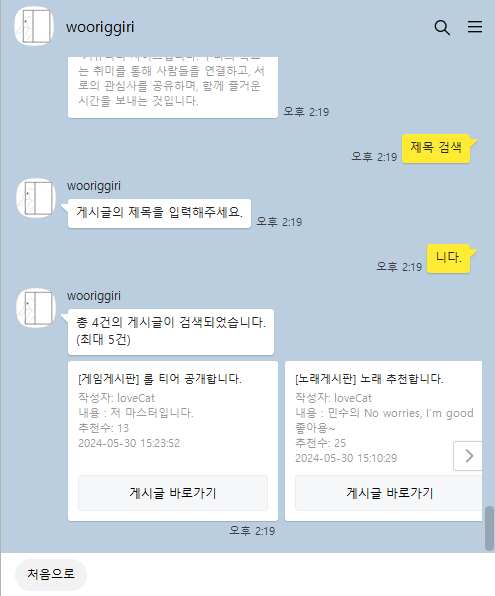 wooriggiri
는 취미를 통해 사람들을 연결하고, 서
로의 관심사를 공유하며, 함께 즐거운
시간을 보내는 것입니다.
오후 2:19
제목 검색
오후 2:19
wooriggiri
게시글의 제목을 입력해주세요.
오후 2:19
니다.
오후 2:19
wooriggiri
총 4건의 게시글이 검색되었습니다.
(최대 5건)
[게임게시판] 롤 티어 공개합니다.
작성자: loveCat
내용 : 저 마스터입니다.
추천수: 13
2024-05-30 15:23:52
게시글 바로가기
[노래게시판] 노래 추천합니다.
작성자: loveCat
내용 : 민수의 No worries, I'm good
좋아용~
추천수: 25
2024-05-30 15:10:29
게시글 바로가기
오후 2:19
처음으로